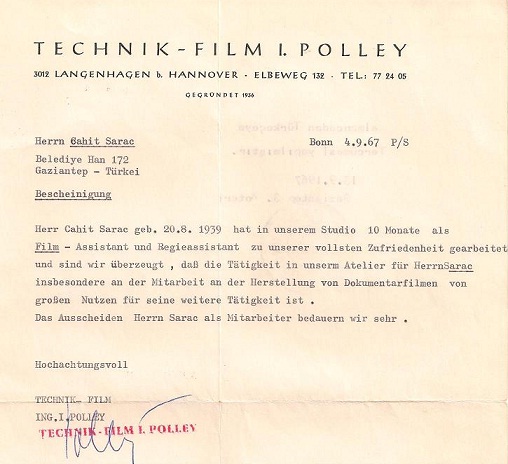 TECHNIK-FILM I. POLLEY
3012 LANGENHAGEN b. HANNOVER · ELBEWEG 132 · TEL.: 77 24 05
GEGRÜNDET 1936
Herrn Cahit Sarac Bonn 4.9.67 P/S
Belediye Han 172
Gaziantep - Türkei
Bescheinigung
Herr Cahit Sarac geb. 20.8. 1939 hat in unserem Studio 10 Monate als
Film - Assistant und Regieassistant zu unserer vollsten Zufriedenheit gearbeitet
und sind wir überzeugt , daß die Tätigkeit in unserm Atelier für HerrnSarac
insbesondere an der Mitarbeit an der Herstellung von Dokumentarfilmen von
großen Nutzen für seine weitere Tätigkeit ist .
Das Ausscheiden Herrn Sarac als Mitarbeiter bedauern wir sehr .
Hochachtungsvoll
TECHNIK- FILM
ING.I.POLLEY
TECHNIK-FILM I. POLLEY
Polley